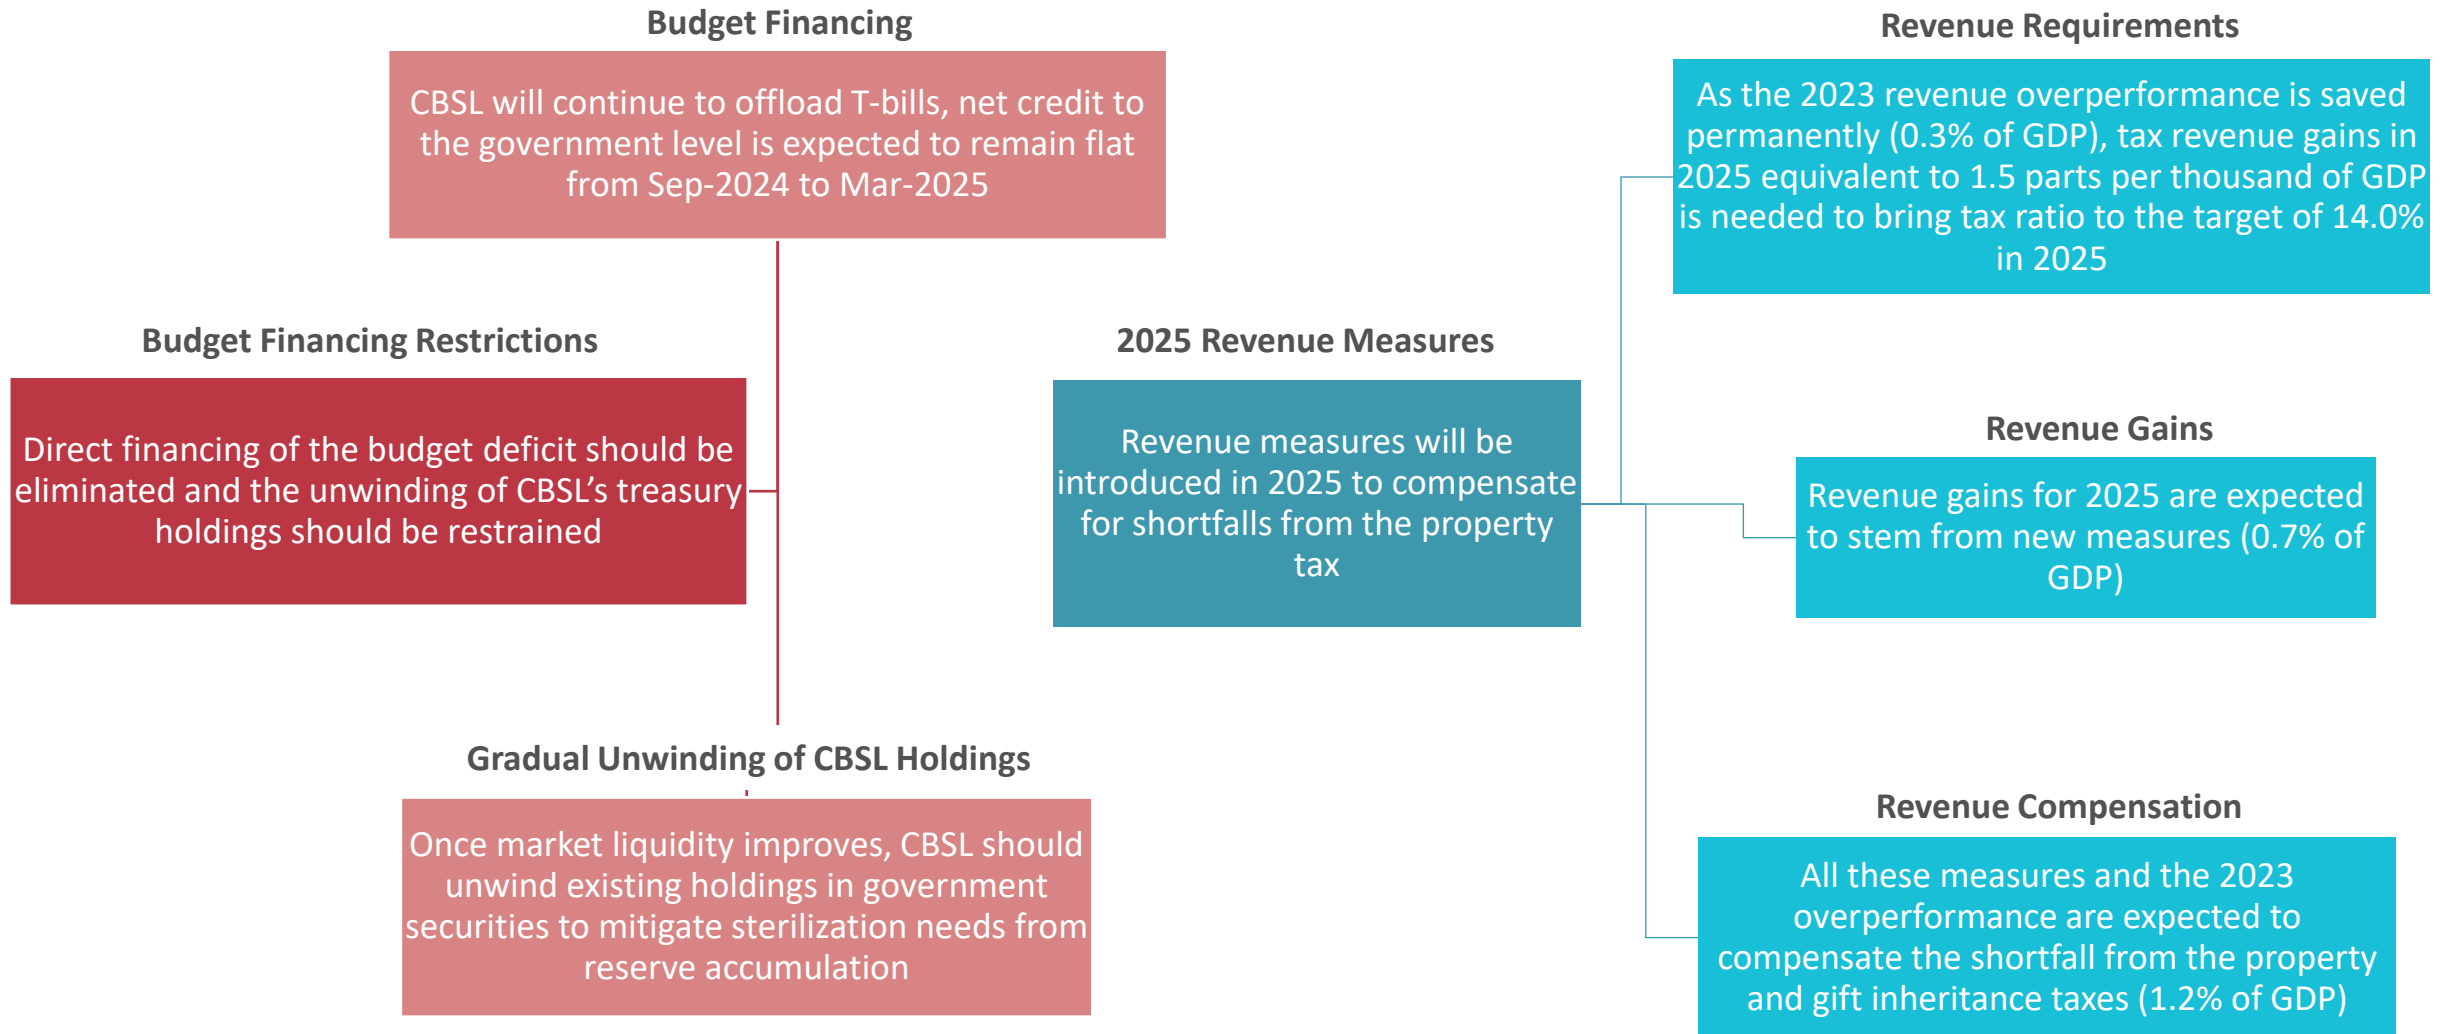 Budget Financing
CBSL will continue to offload T-bills, net credit to
the government level is expected to remain flat
from Sep-2024 to Mar-2025
Budget Financing Restrictions
Direct financing of the budget deficit should be
eliminated and the unwinding of CBSL’s treasury
holdings should be restrained
Gradual Unwinding of CBSL Holdings
Once market liquidity improves, CBSL should
unwind existing holdings in government
securities to mitigate sterilization needs from
reserve accumulation
2025 Revenue Measures
Revenue measures will be
introduced in 2025 to compensate
for shortfalls from the property
tax
Revenue Requirements
As the 2023 revenue overperformance is saved
permanently (0.3% of GDP), tax revenue gains in
2025 equivalent to 1.5 parts per thousand of GDP
is needed to bring tax ratio to the target of 14.0%
in 2025
Revenue Gains
Revenue gains for 2025 are expected
to stem from new measures (0.7% of
GDP)
Revenue Compensation
All these measures and the 2023
overperformance are expected to
compensate the shortfall from the property
and gift inheritance taxes (1.2% of GDP)